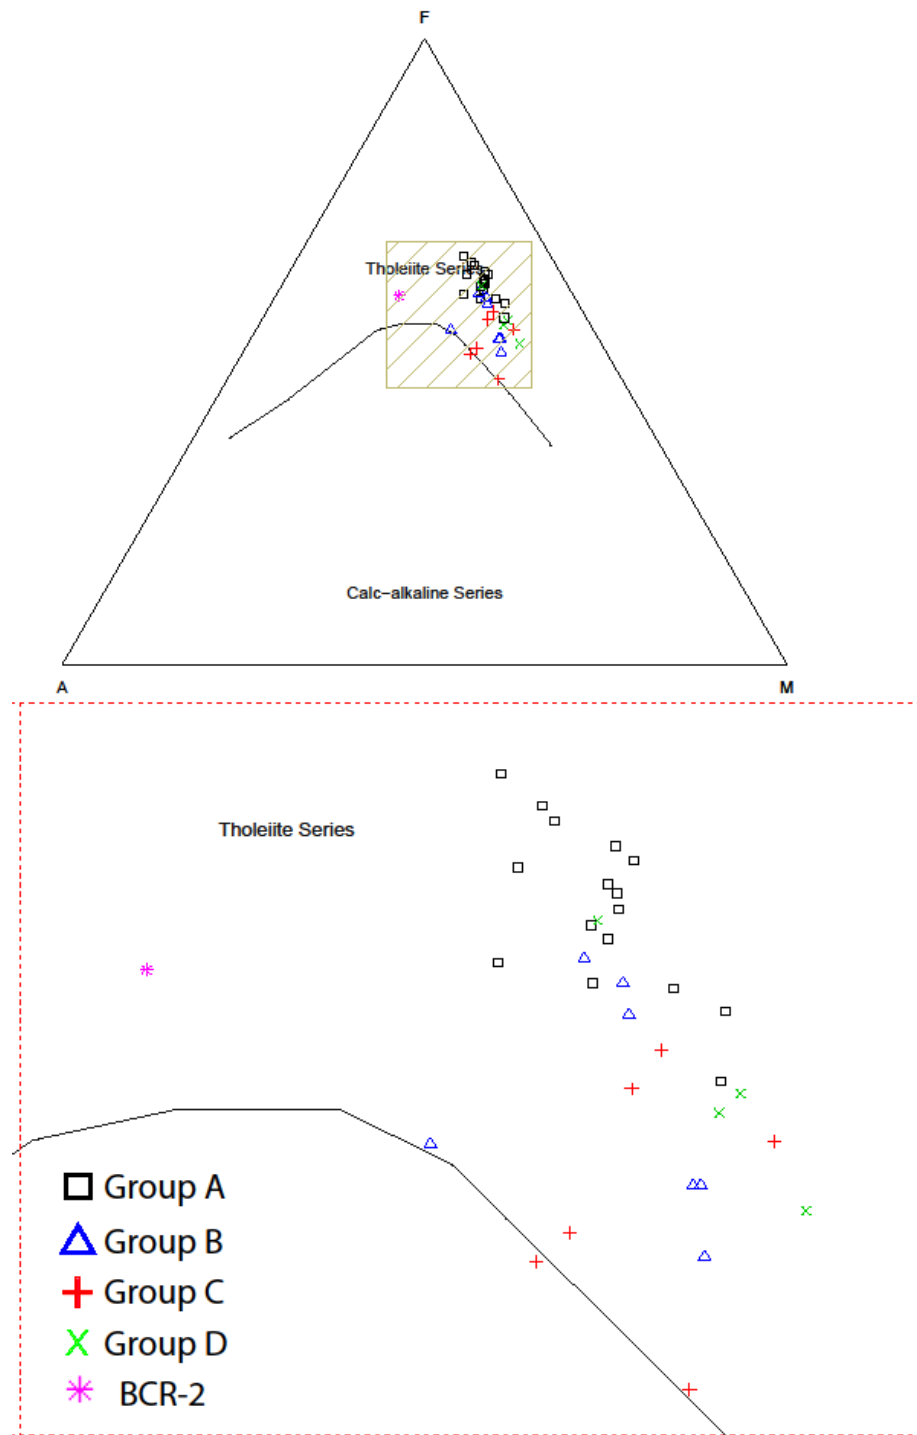 F
Tholeiite Series
Calc-alkaline Series
A
M
Tholeiite Series
Group A
Group B
Group C
Group D
BCR-2